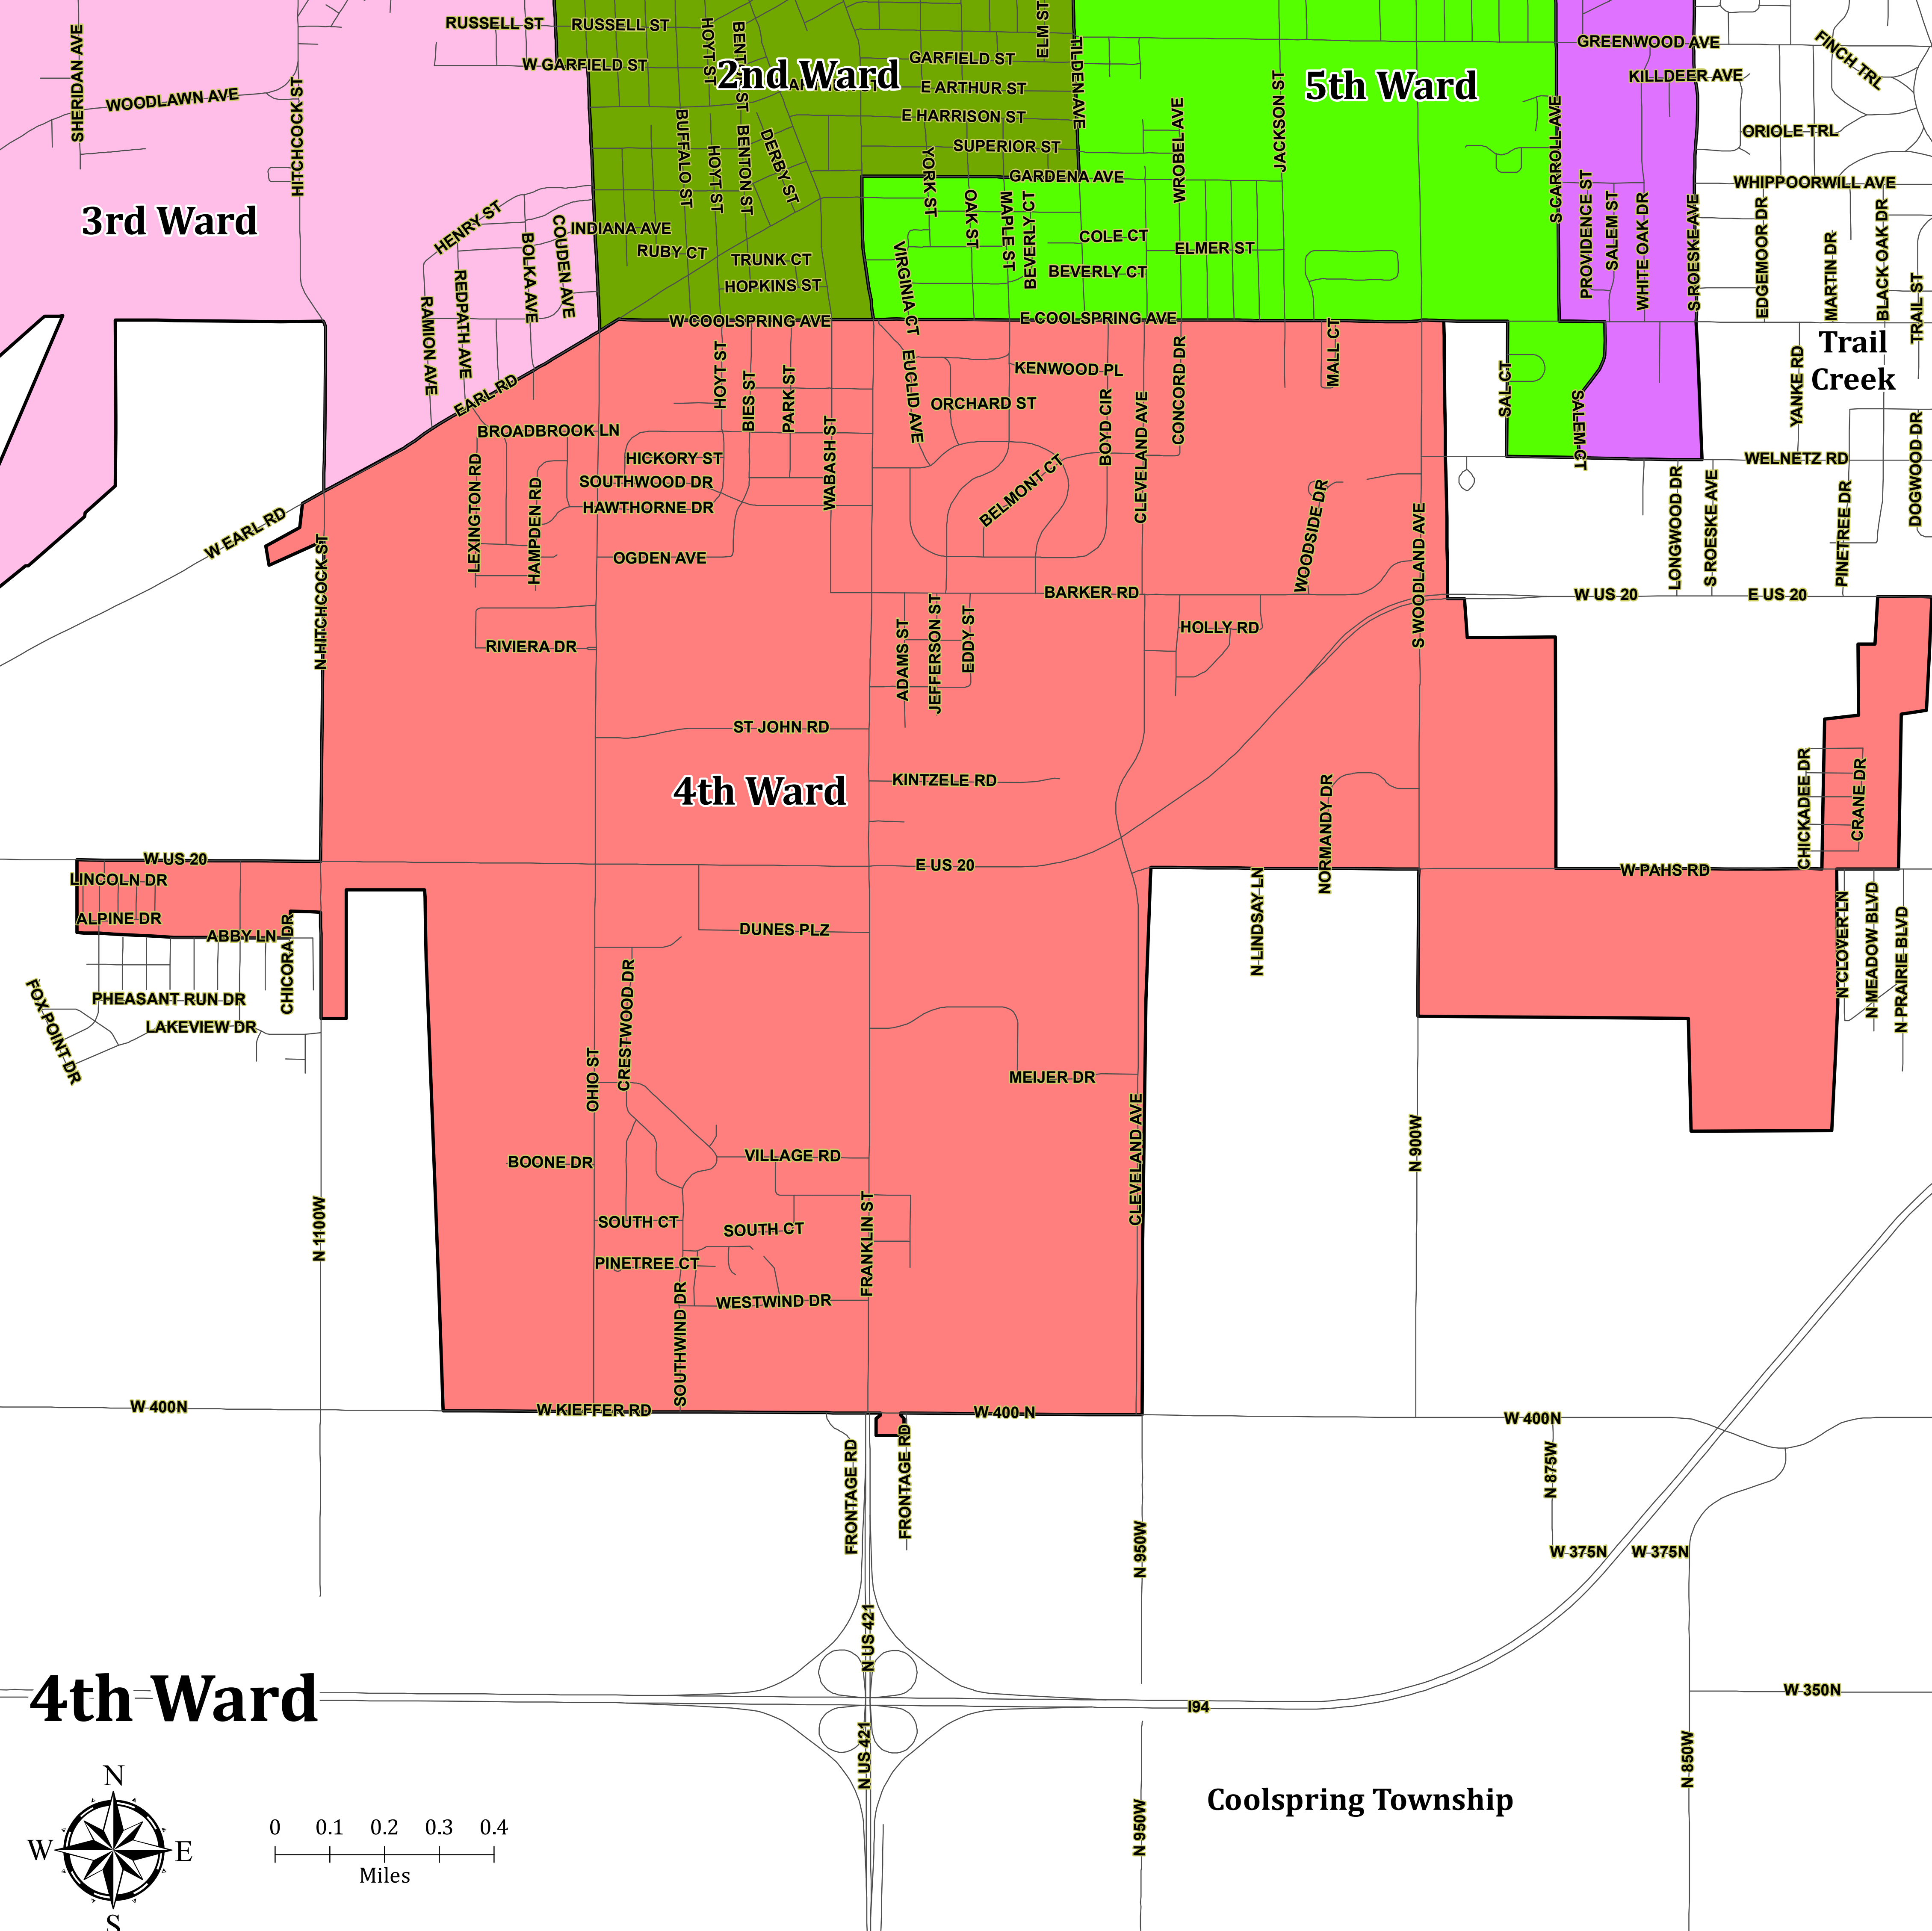 RUSSELL ST
RUSSELL ST
HOYT ST
ELM ST
SHERIDAN AVE
W GARFIELD ST
2nd Ward
GARFIELD ST
TILDEN AVE
5th Ward
GREENWOOD AVE
FINCH TRL
KILLDEER AVE
WOODLAWN AVE
HITCHCOCK ST
E ARTHUR ST
E HARRISON ST
SUPERIOR ST
WROBEL AVE
JACKSON ST
S CARROLL AVE
ORIOLE TRL
BUFFALO ST
HOYT ST
BENTON ST
DERBY ST
YORK ST
GARDENA AVE
WHIPPOORWILL AVE
3rd Ward
HENRY ST
COUDEN AVE
INDIANA AVE
OAK ST
MAPLE ST
BEVERLY CT
PROVIDENCE ST
SALEM ST
WHITE OAK DR
S ROESKE AVE
EDGEMOOR DR
MARTIN DR
BLACK OAK DR
TRAIL ST
BOLKA AVE
RUBY CT
TRUNK CT
VIRGINIA CT
COLE CT
ELMER ST
REDPATH AVE
RAMION AVE
HOPKINS ST
BEVERLY CT
W COOLSPRING AVE
E COOLSPRING AVE
Trail
Creek
EARL RD
HOYT ST
BIES ST
PARK ST
EUCLID AVE
KENWOOD PL
CONCORD DR
MALL CT
SAL CT
SALEM CT
YANKE RD
ORCHARD ST
BOYD CIR
CLEVELAND AVE
BROADBROOK LN
WABASH ST
HICKORY ST
WELNETZ RD
DOGWOOD DR
LEXINGTON RD
HAMPDEN RD
SOUTHWOOD DR
HAWTHORNE DR
BELMONT CT
WOODSIDE DR
S WOODLAND AVE
LONGWOOD DR
S ROESKE AVE
PINETREE DR
W EARL RD
N HITCHCOCK ST
OGDEN AVE
BARKER RD
W US 20
E US 20
RIVIERA DR
ADAMS ST
JEFFERSON ST
EDDY ST
HOLLY RD
ST JOHN RD
4th Ward
KINTZELE RD
NORMANDY DR
CHICKADEE DR
CRANE DR
W US 20
E US 20
W PAHS RD
LINCOLN DR
ALPINE DR
ABBY LN
CHICORA DR
DUNES PLZ
N LINDSAY LN
N CLOVER LN
N MEADOW BLVD
N PRAIRIE BLVD
FOX POINT DR
PHEASANT RUN DR
LAKEVIEW DR
CRESTWOOD DR
OHIO ST
MEIJER DR
CLEVELAND AVE
N 900W
BOONE DR
VILLAGE RD
N 1100W
SOUTH CT
SOUTH CT
FRANKLIN ST
PINETREE CT
SOUTHWIND DR
WESTWIND DR
W 400N
W KIEFFER RD
W 400 N
W 400N
FRONTAGE RD
FRONTAGE RD
N 875W
N 950W
W 375N
W 375N
N US 421
4th Ward
I94
W 350N
N US 421
N 850W
Coolspring Township
N 950W
N
W
E
S
0 0.1 0.2 0.3 0.4
Miles